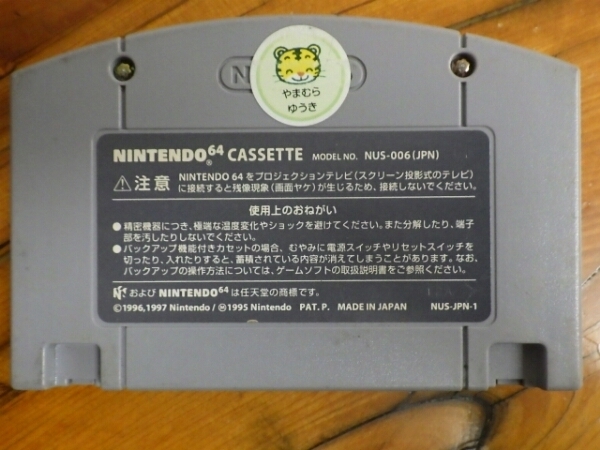 やまむら
ゆうき
NINTENDO64 CASSETTE MODEL NO. NUS-006(JPN)
⚠注意 NINTENDO 64 をプロジェクションテレビ(スクリーン投影式のテレビ)
に接続すると残像現象(画面ヤケ)が生じるため、接続しないでください。
使用上のおねがい
●精密機器につき、極端な温度変化やショックを避けてください。また分解したり、端子
部を汚したりしないでください。
●バックアップ機能付きカセットの場合、むやみに電源スイッチやリセットスイッチを
切ったり、入れたりすると、蓄積されている内容が消えてしまうことがあります。なお、
バックアップの操作方法については、ゲームソフトの取扱説明書をご参照ください。
および NINTENDO64 は任天堂の商標です。
©1996,1997 Nintendo/Ⓜ1995 Nintendo PAT. P. MADE IN JAPAN NUS-JPN-1